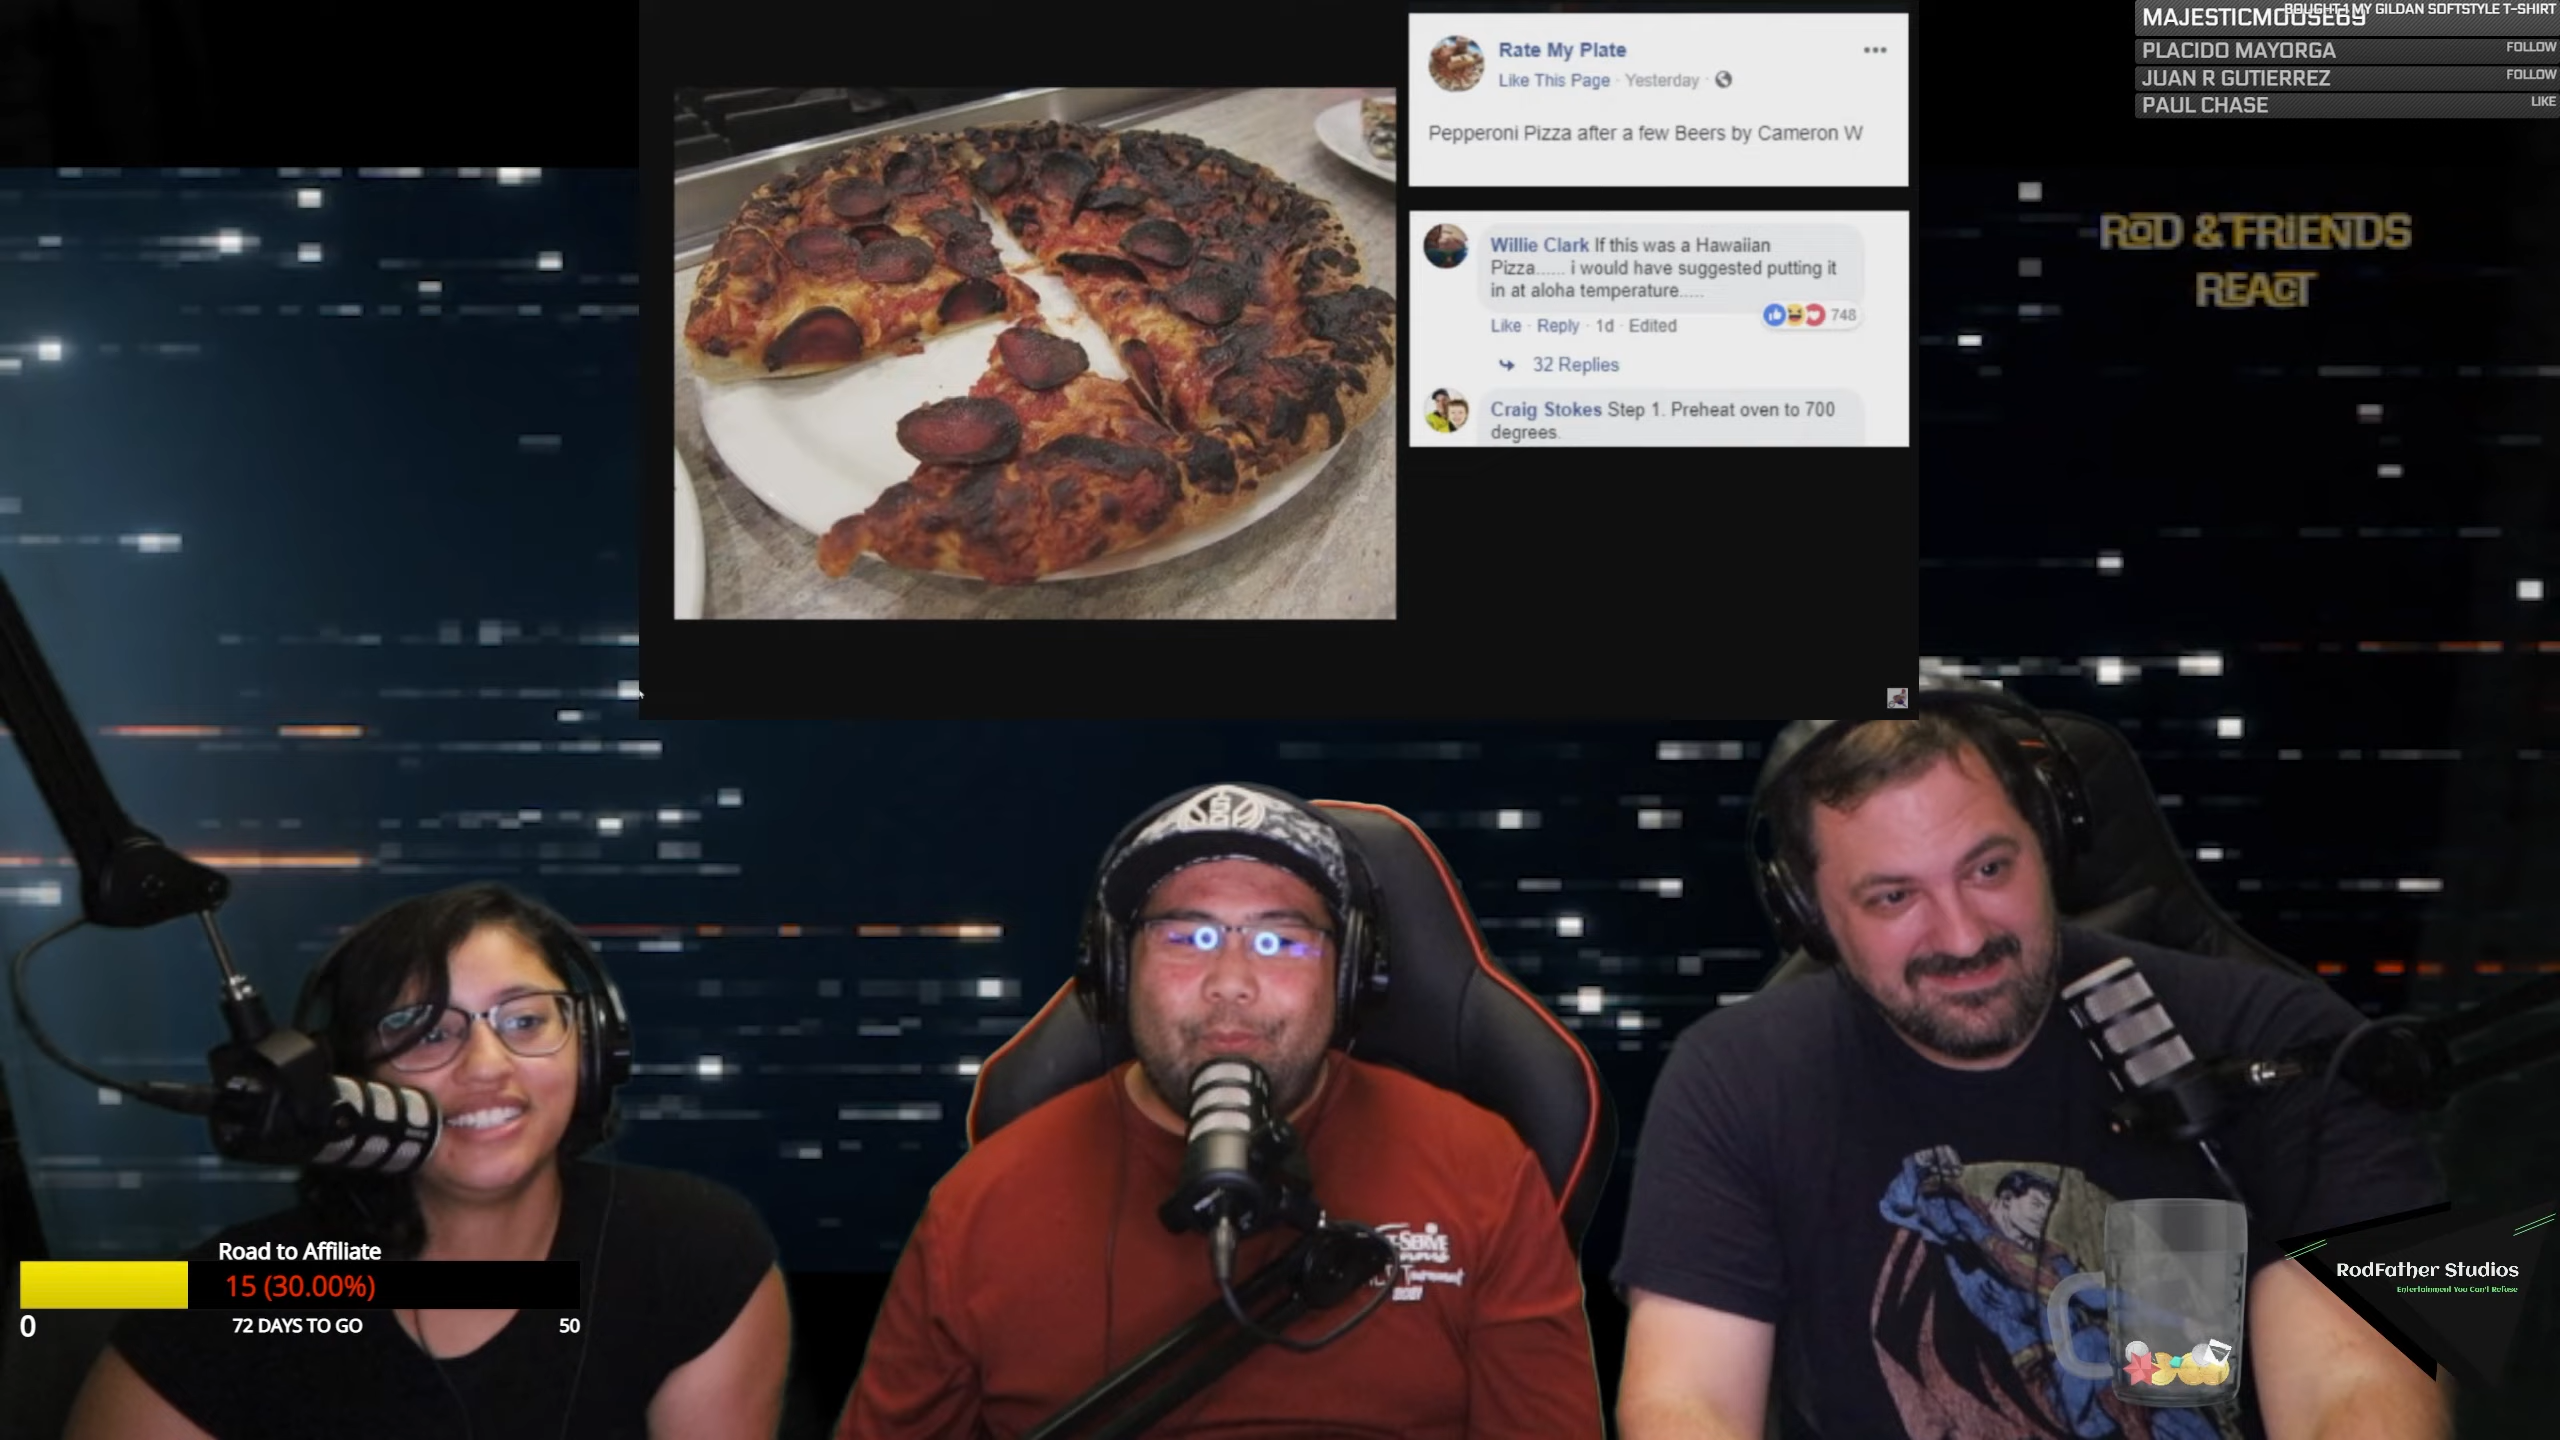 Rate My Plate
Like This Page · Yesterday ·
Pepperoni Pizza after a few Beers by Cameron W
Willie Clark If this was a Hawaiian
Pizza...... i would have suggested putting it
in at aloha temperature.....
748
Like · Reply · 1d · Edited
32 Replies
Craig Stokes Step 1. Preheat oven to 700
degrees.
BOUGHT 1 MY GILDAN SOFTSTYLE T-SHIRT
MAJESTICMOOSE69
PLACIDO MAYORGA FOLLOW
JUAN R GUTIERREZ FOLLOW
PAUL CHASE LIKE
ROD & FRIENDS
REACT
Road to Affiliate
15 (30.00%)
0 72 DAYS TO GO 50
RodFather Studios
Entertainment You Can't Refuse